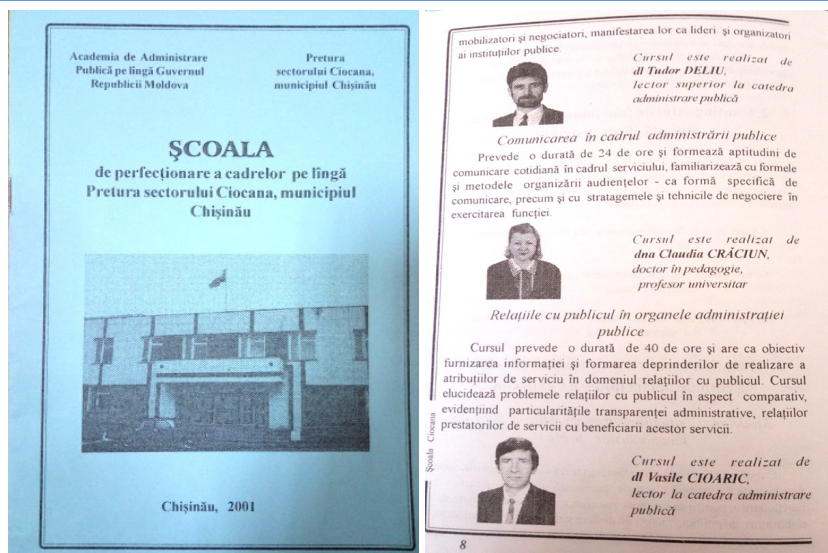 Academia de Administrare
Publică pe lîngă Guvernul
Republicii Moldova
Pretura
sectorului Ciocana,
municipiul Chişinău
ŞCOALA
de perfecţionare a cadrelor pe lîngă
Pretura sectorului Ciocana, municipiul
Chişinău
Chişinău, 2001
mobilizatori şi negociatori, manifestarea lor ca lideri şi organizatori
ai instituţiilor publice.
Cursul este realizat de
dl Tudor DELIU,
lector superior la catedra
administrare publică
Comunicarea în cadrul administrării publice
Prevede o durată de 24 de ore şi formează aptitudini de
comunicare cotidiană în cadrul serviciului, familiarizează cu formele
şi metodele organizării audienţelor - ca formă specifică de
comunicare, precum şi cu stratagemele şi tehnicile de negociere în
exercitarea funcţiei.
Cursul este realizat de
dna Claudia CRĂCIUN,
doctor în pedagogie,
profesor universitar
Relaţiile cu publicul în organele administraţiei
publice
Cursul prevede o durată de 40 de ore şi are ca obiectiv
furnizarea informaţiei şi formarea deprinderilor de realizare a
atribuţiilor de serviciu în domeniul relaţiilor cu publicul. Cursul
elucidează problemele relaţiilor cu publicul în aspect comparativ,
evidenţiind particularităţile transparenţei administrative, relaţiilor
prestatorilor de servicii cu beneficiarii acestor servicii.
Şcoala Ciocana
Cursul este realizat de
dl Vasile CIOARIC,
lector la catedra administrare
publică
8